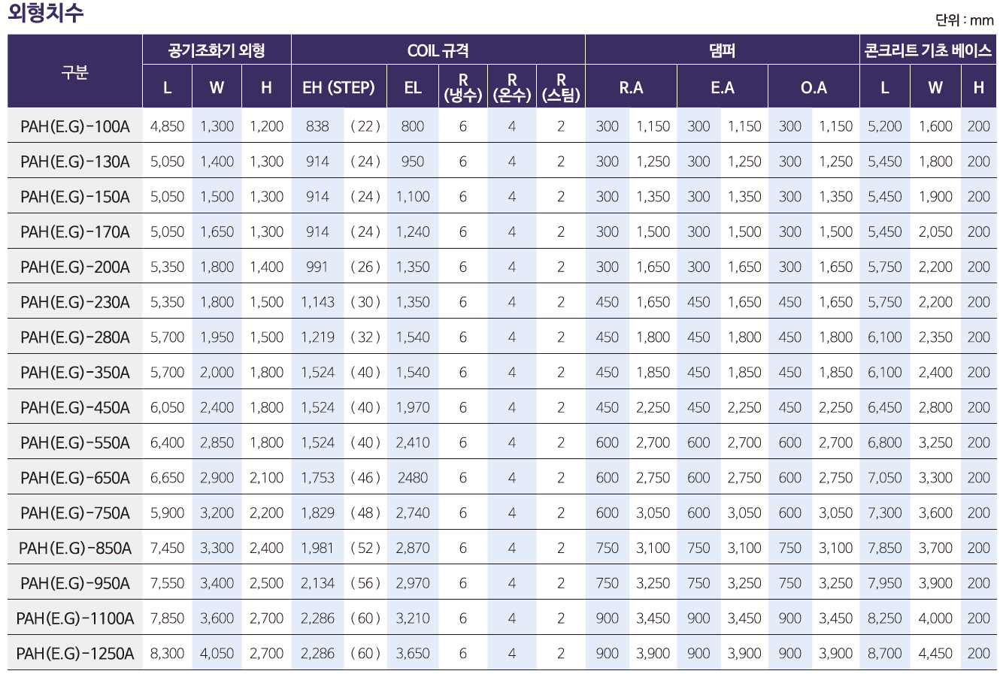 외형치수
단위 : mm
구분 공기조화기 외형 COIL 규격 댐퍼 콘크리트 기초 베이스
L W H EH (STEP) EL R (냉수) R (온수) R (스팀) R.A E.A O.A L W H
PAH(E.G)-100A 4,850 1,300 1,200 838 (22) 800 6 4 2 300 1,150 300 1,150 300 1,150 5,200 1,600 200
PAH(E.G)-130A 5,050 1,400 1,300 914 (24) 950 6 4 2 300 1,250 300 1,250 300 1,250 5,450 1,800 200
PAH(E.G)-150A 5,050 1,500 1,300 914 (24) 1,100 6 4 2 300 1,350 300 1,350 300 1,350 5,450 1,900 200
PAH(E.G)-170A 5,050 1,650 1,300 914 (24) 1,240 6 4 2 300 1,500 300 1,500 300 1,500 5,450 2,050 200
PAH(E.G)-200A 5,350 1,800 1,400 991 (26) 1,350 6 4 2 300 1,650 300 1,650 300 1,650 5,750 2,200 200
PAH(E.G)-230A 5,350 1,800 1,500 1,143 (30) 1,350 6 4 2 450 1,650 450 1,650 450 1,650 5,750 2,200 200
PAH(E.G)-280A 5,700 1,950 1,500 1,219 (32) 1,540 6 4 2 450 1,800 450 1,800 450 1,800 6,100 2,350 200
PAH(E.G)-350A 5,700 2,000 1,800 1,524 (40) 1,540 6 4 2 450 1,850 450 1,850 450 1,850 6,100 2,400 200
PAH(E.G)-450A 6,050 2,400 1,800 1,524 (40) 1,970 6 4 2 450 2,250 450 2,250 450 2,250 6,450 2,800 200
PAH(E.G)-550A 6,400 2,850 1,800 1,524 (40) 2,410 6 4 2 600 2,700 600 2,700 600 2,700 6,800 3,250 200
PAH(E.G)-650A 6,650 2,900 2,100 1,753 (46) 2480 6 4 2 600 2,750 600 2,750 600 2,750 7,050 3,300 200
PAH(E.G)-750A 5,900 3,200 2,200 1,829 (48) 2,740 6 4 2 600 3,050 600 3,050 600 3,050 7,300 3,600 200
PAH(E.G)-850A 7,450 3,300 2,400 1,981 (52) 2,870 6 4 2 750 3,100 750 3,100 750 3,100 7,850 3,700 200
PAH(E.G)-950A 7,550 3,400 2,500 2,134 (56) 2,970 6 4 2 750 3,250 750 3,250 750 3,250 7,950 3,900 200
PAH(E.G)-1100A 7,850 3,600 2,700 2,286 (60) 3,210 6 4 2 900 3,450 900 3,450 900 3,450 8,250 4,000 200
PAH(E.G)-1250A 8,300 4,050 2,700 2,286 (60) 3,650 6 4 2 900 3,900 900 3,900 900 3,900 8,700 4,450 200